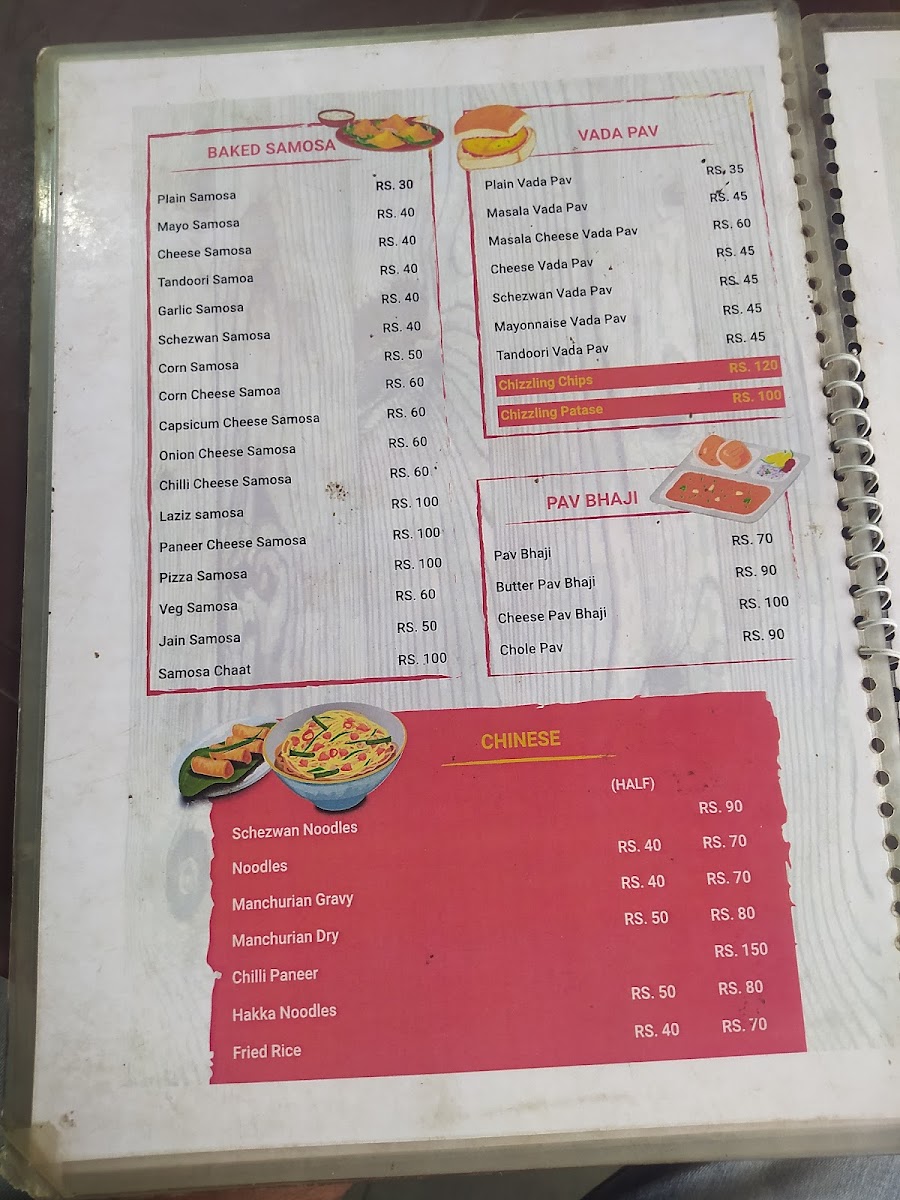 BAKED SAMOSA
Plain Samosa RS. 30
Mayo Samosa RS. 40
Cheese Samosa RS. 40
Tandoori Samoa RS. 40
Garlic Samosa RS. 40
Schezwan Samosa RS. 40
Corn Samosa RS. 50
Corn Cheese Samoa RS. 60
Capsicum Cheese Samosa RS. 60
Onion Cheese Samosa RS. 60
Chilli Cheese Samosa RS. 60
Laziz samosa RS. 100
Paneer Cheese Samosa RS. 100
Pizza Samosa RS. 100
Veg Samosa RS. 60
Jain Samosa RS. 50
Samosa Chaat RS. 100
VADA PAV
Plain Vada Pav RS. 35
Masala Vada Pav RS. 45
Masala Cheese Vada Pav RS. 60
Cheese Vada Pav RS. 45
Schezwan Vada Pav RS. 45
Mayonnaise Vada Pav RS. 45
Tandoori Vada Pav RS. 45
Chizzling Chips RS. 120
Chizzling Patase RS. 100
PAV BHAJI
Pav Bhaji RS. 70
Butter Pav Bhaji RS. 90
Cheese Pav Bhaji RS. 100
Chole Pav RS. 90
CHINESE
(HALF)
Schezwan Noodles RS. 90
Noodles RS. 40 RS. 70
Manchurian Gravy RS. 40 RS. 70
Manchurian Dry RS. 50 RS. 80
Chilli Paneer RS. 150
Hakka Noodles RS. 50 RS. 80
Fried Rice RS. 40 RS. 70